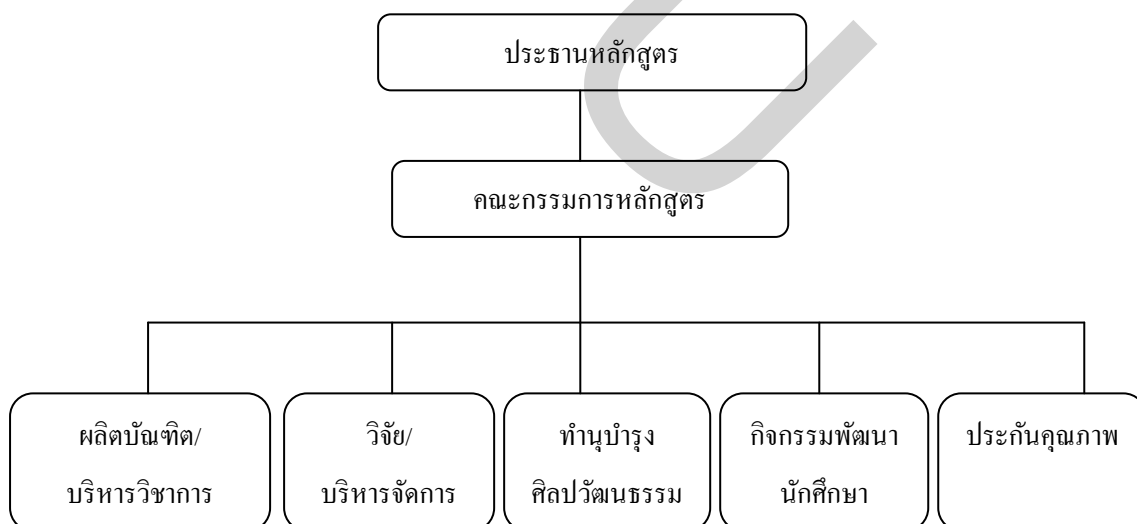 ประธานหลักสูตร
คณะกรรมการหลักสูตร
ผลิตบัณฑิต/
บริหารวิชาการ
วิจัย/
บริหารจัดการ
ทำนุบำรุง
ศิลปวัฒนธรรม
กิจกรรมพัฒนา
นักศึกษา
ประกันคุณภาพ